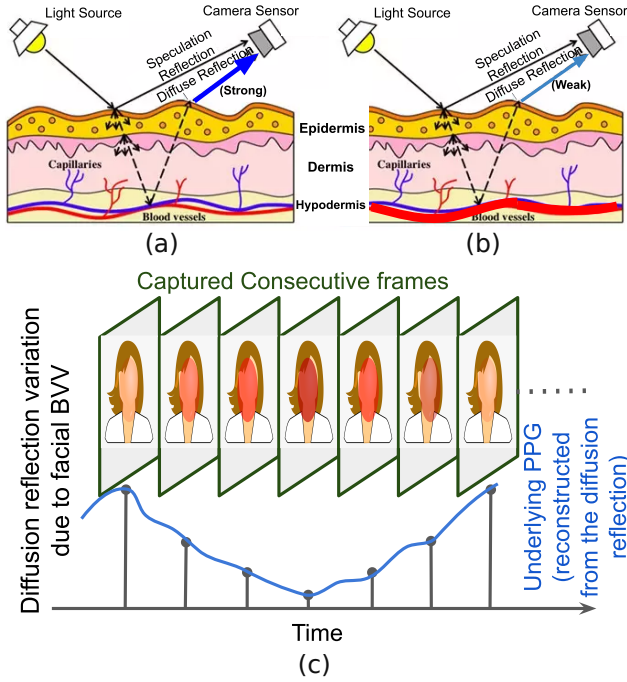 Light Source
Camera Sensor
Speculation
Reflection
Diffuse Reflection
(Strong)
Capillaries
Blood vessels
(a)
Epidermis
Dermis
Hypodermis
Light Source
Camera Sensor
Speculation
Reflection
Diffuse Reflection
(Weak)
Capillaries
Blood vessels
(b)
Captured Consecutive frames
Diffusion reflection variation
due to facial BVV
Underlying PPG
(reconstructed
from the diffusion
reflection)
Time
(c)